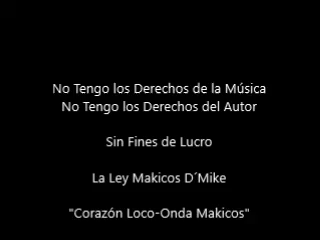 No Tengo los Derechos de la Música
No Tengo los Derechos del Autor
Sin Fines de Lucro
La Ley Makicos D´Mike
"Corazón Loco-Onda Makicos"